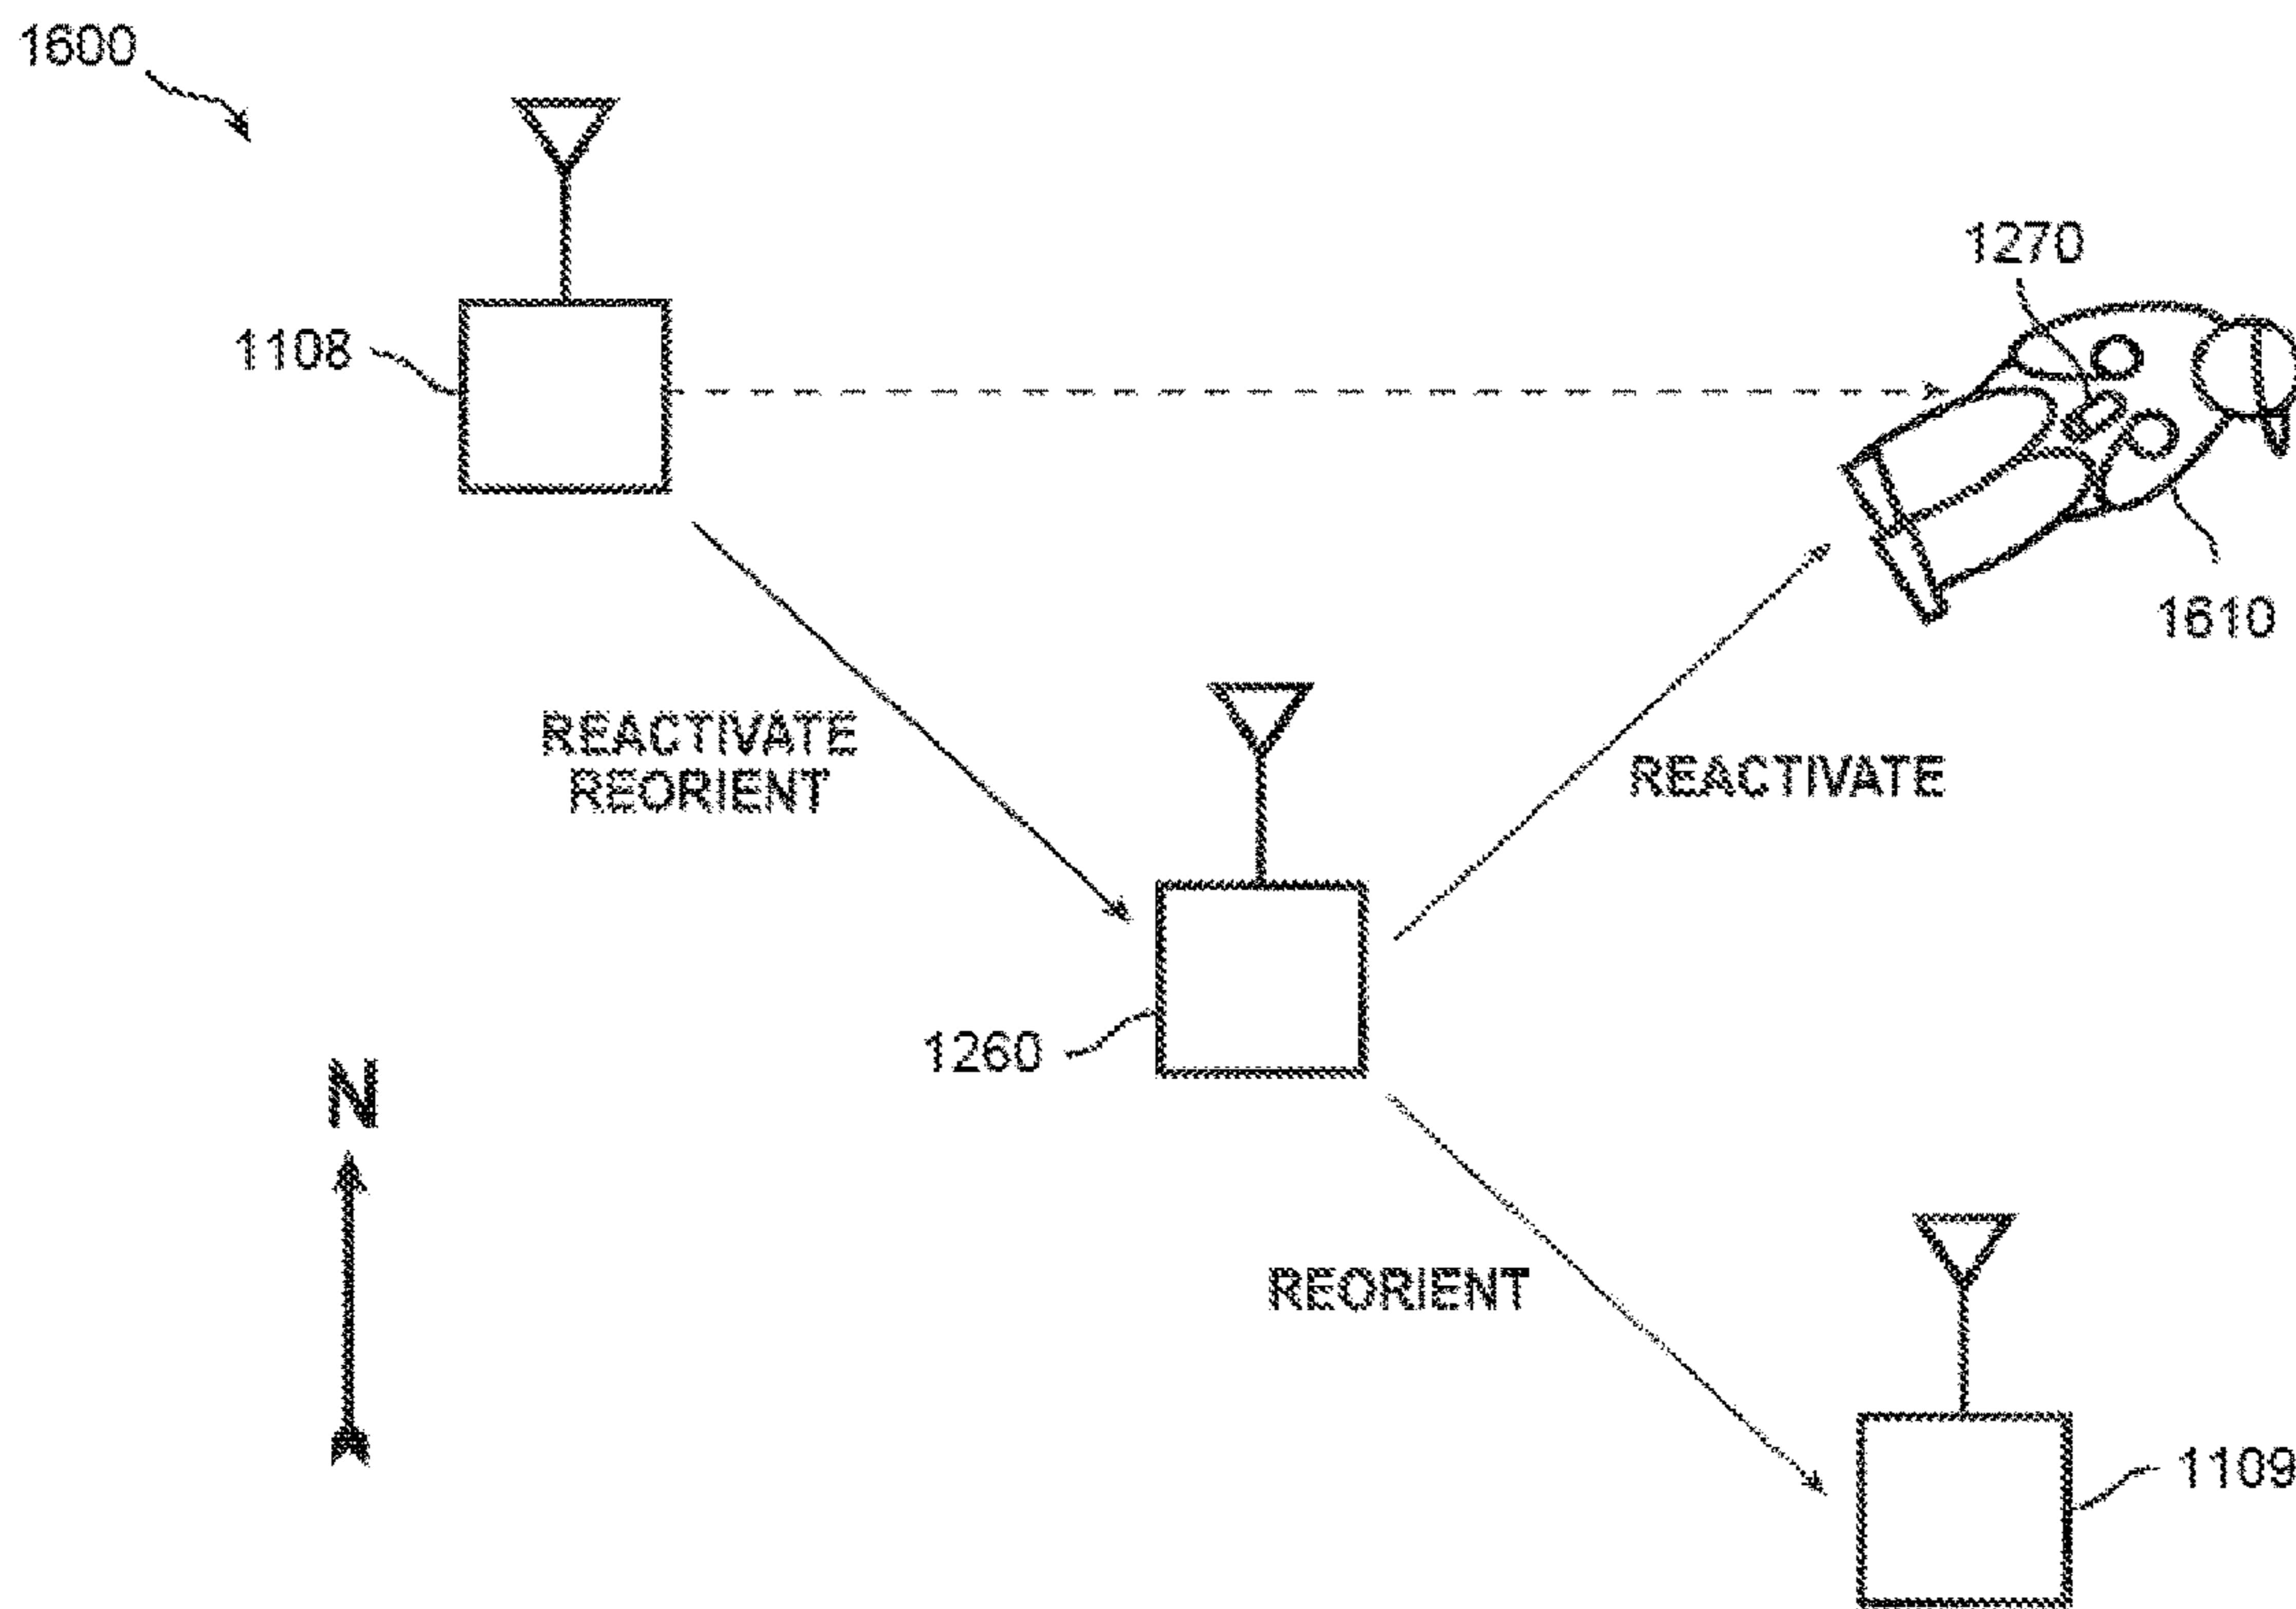 1600
1270
1108
1610
REACTIVATE
REORIENT
REACTIVATE
1260
N
REORIENT
1109